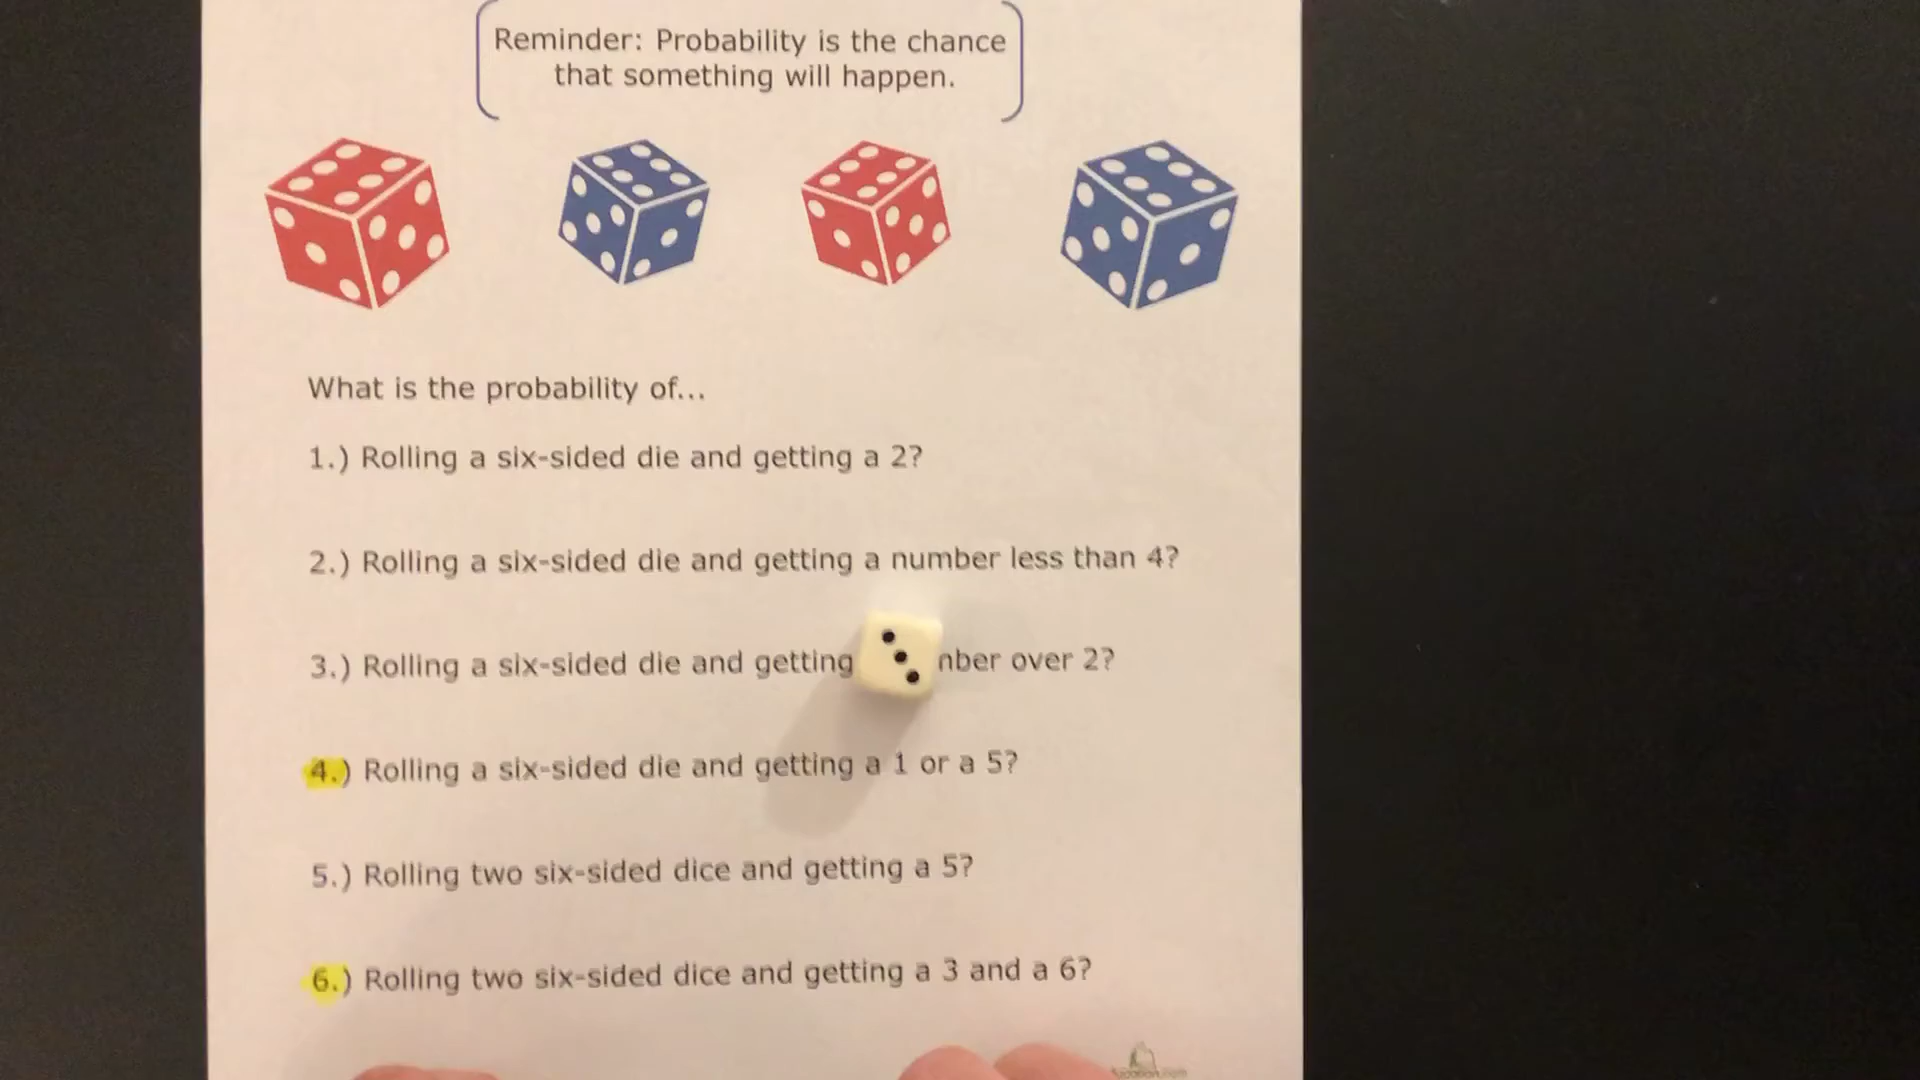 Reminder: Probability is the chance
that something will happen.
What is the probability of...
1.) Rolling a six-sided die and getting a 2?
2.) Rolling a six-sided die and getting a number less than 4?
3.) Rolling a six-sided die and getting nber over 2?
4.) Rolling a six-sided die and getting a 1 or a 5?
5.) Rolling two six-sided dice and getting a 5?
6.) Rolling two six-sided dice and getting a 3 and a 6?